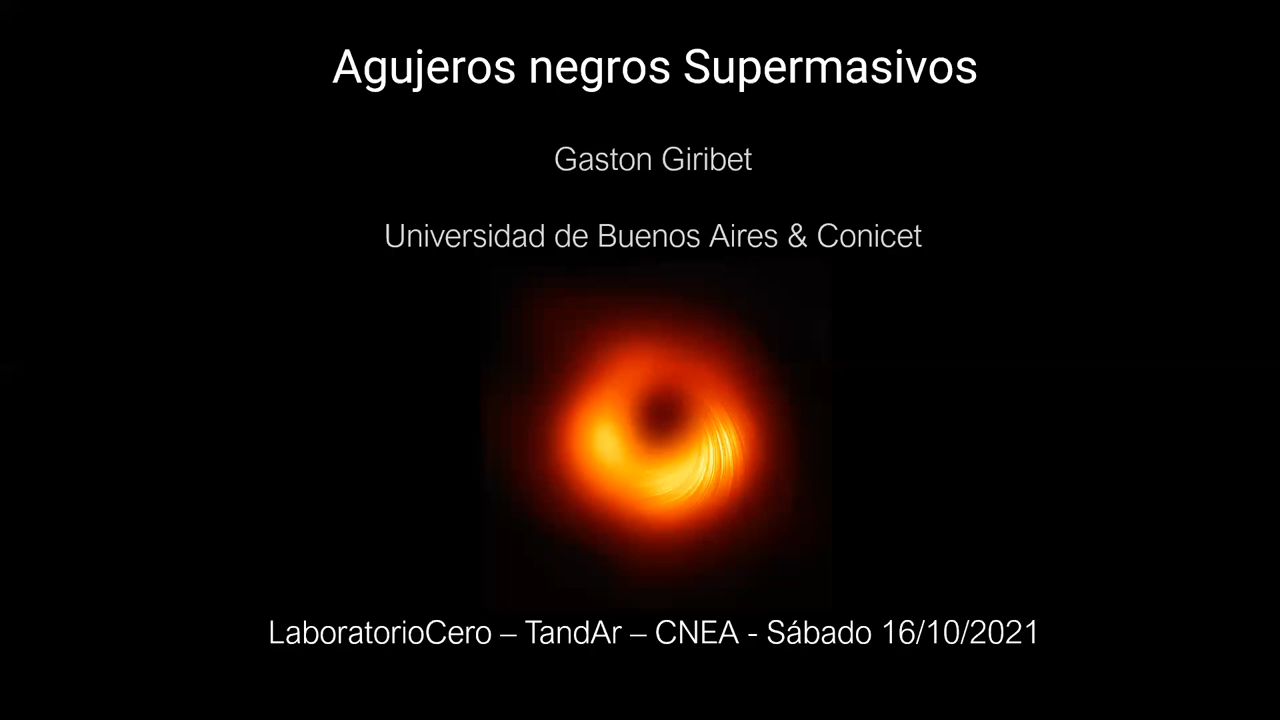 Agujeros negros Supermasivos
Gaston Giribet
Universidad de Buenos Aires & Conicet
LaboratorioCero – TandAr – CNEA - Sábado 16/10/2021